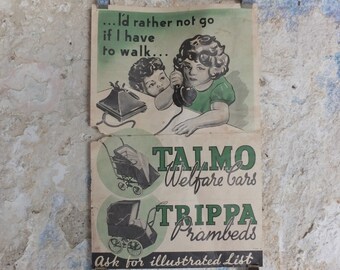 ...I'd rather not go
if I have
to walk...
TALMO
Welfare Cars
TRIPPA
Prambeds
Ask for illustrated List